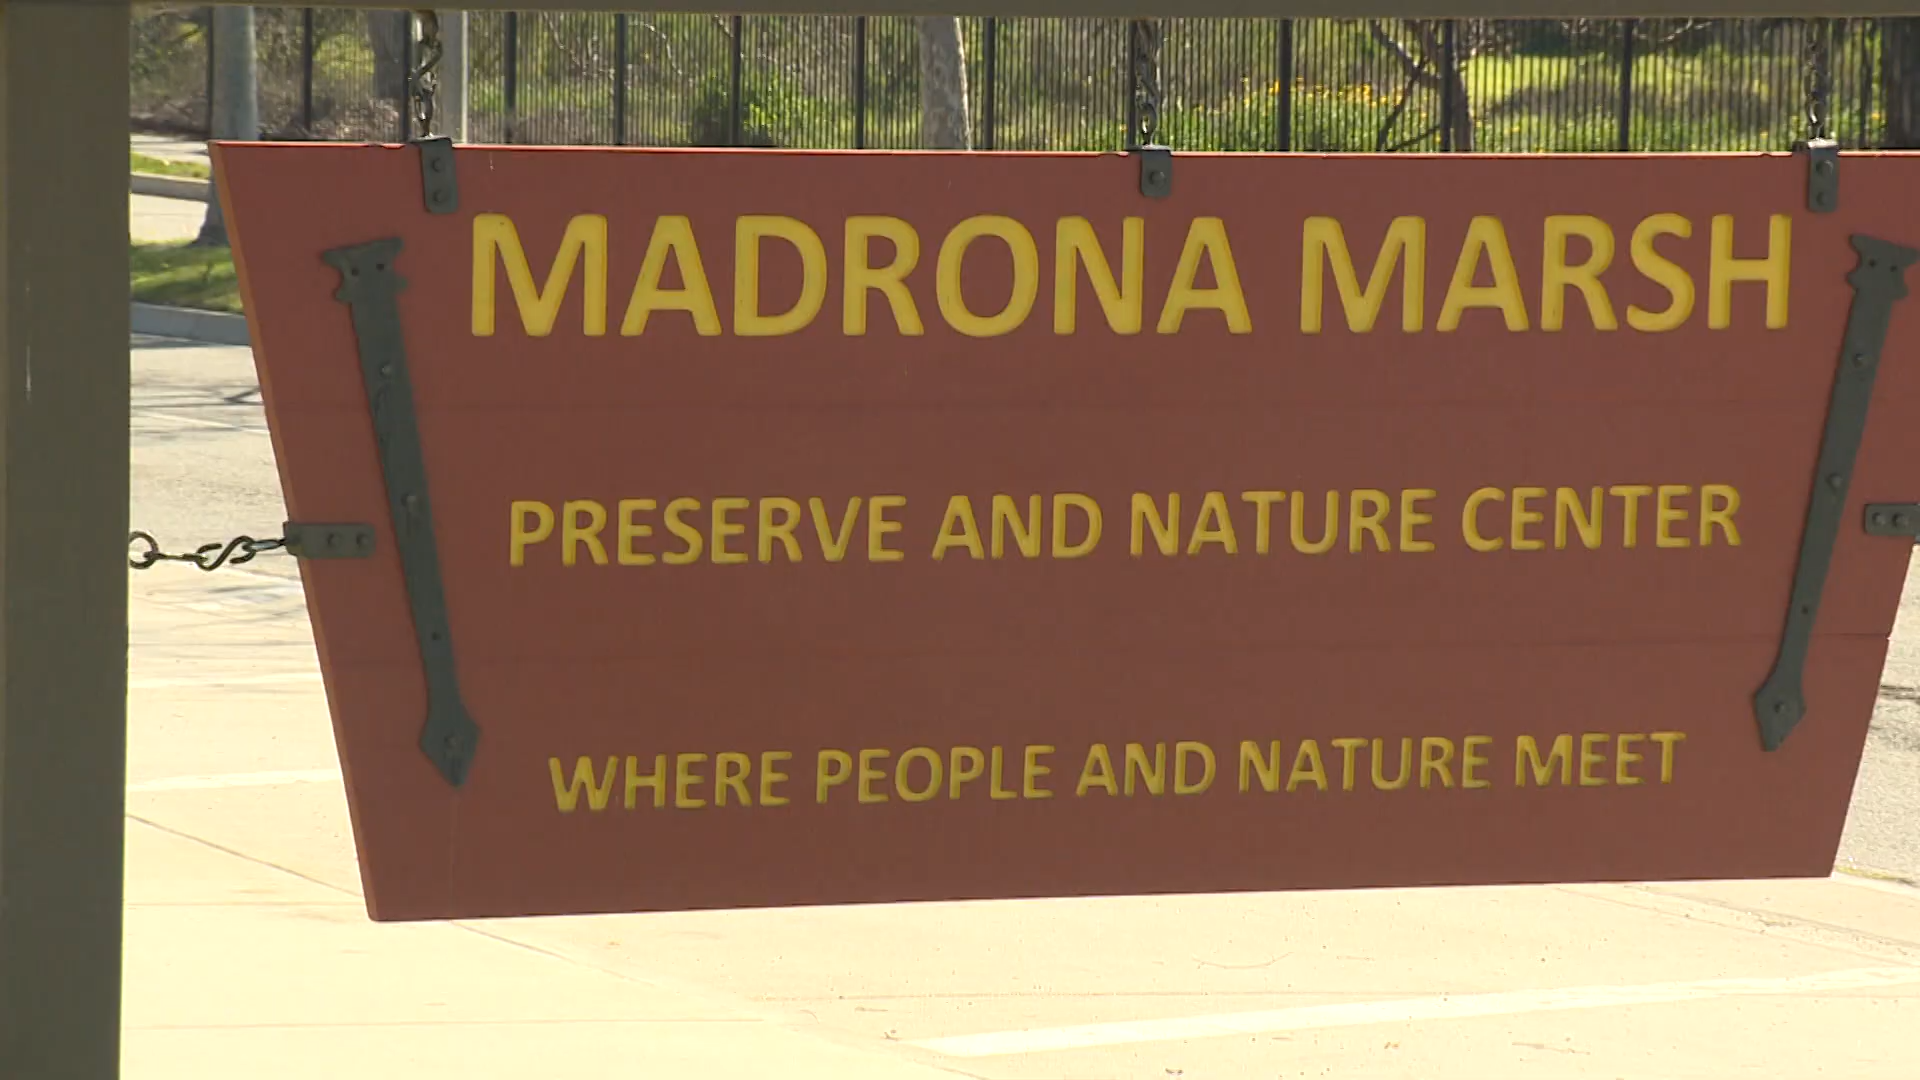 MADRONA MARSH
PRESERVE AND NATURE CENTER
WHERE PEOPLE AND NATURE MEET